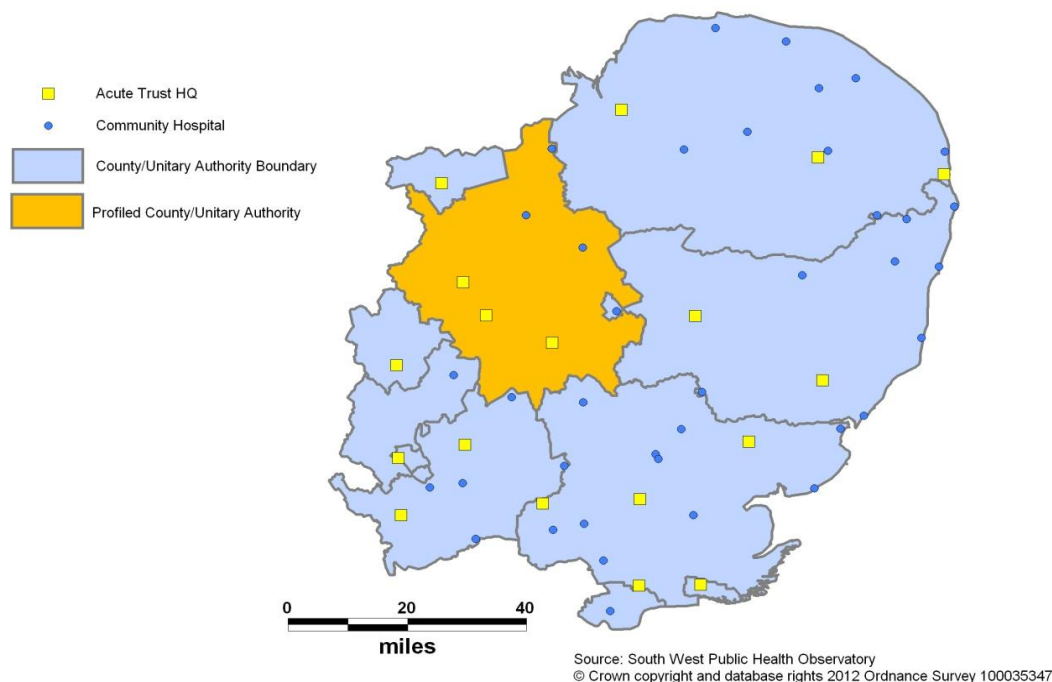 Acute Trust HQ
Community Hospital
County/Unitary Authority Boundary
Profiled County/Unitary Authority
0 20 40
miles
Source: South West Public Health Observatory
© Crown copyright and database rights 2012 Ordnance Survey 100035347